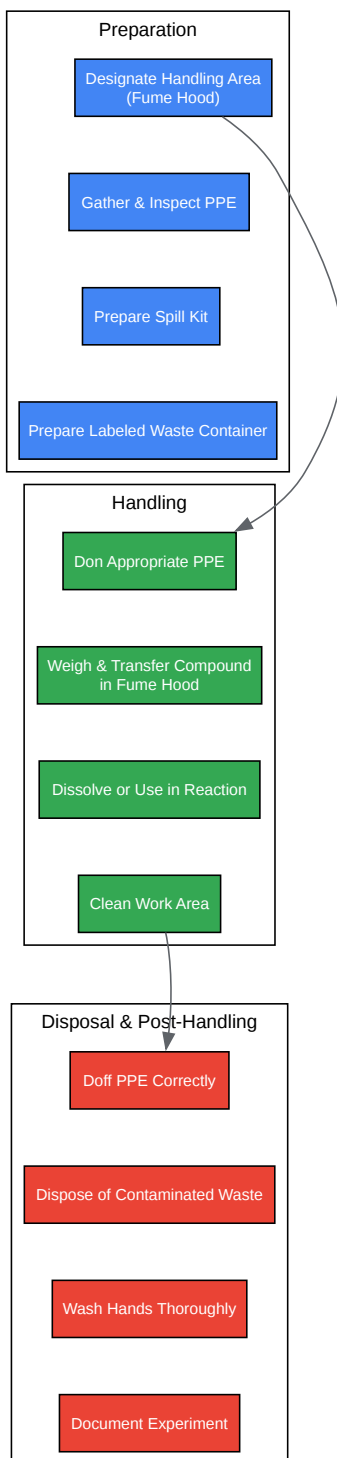 Preparation
Designate Handling Area
(Fume Hood)
Gather & Inspect PPE
Prepare Spill Kit
Prepare Labeled Waste Container
Handling
Don Appropriate PPE
Weigh & Transfer Compound
in Fume Hood
Dissolve or Use in Reaction
Clean Work Area
Disposal & Post-Handling
Doff PPE Correctly
Dispose of Contaminated Waste
Wash Hands Thoroughly
Document Experiment